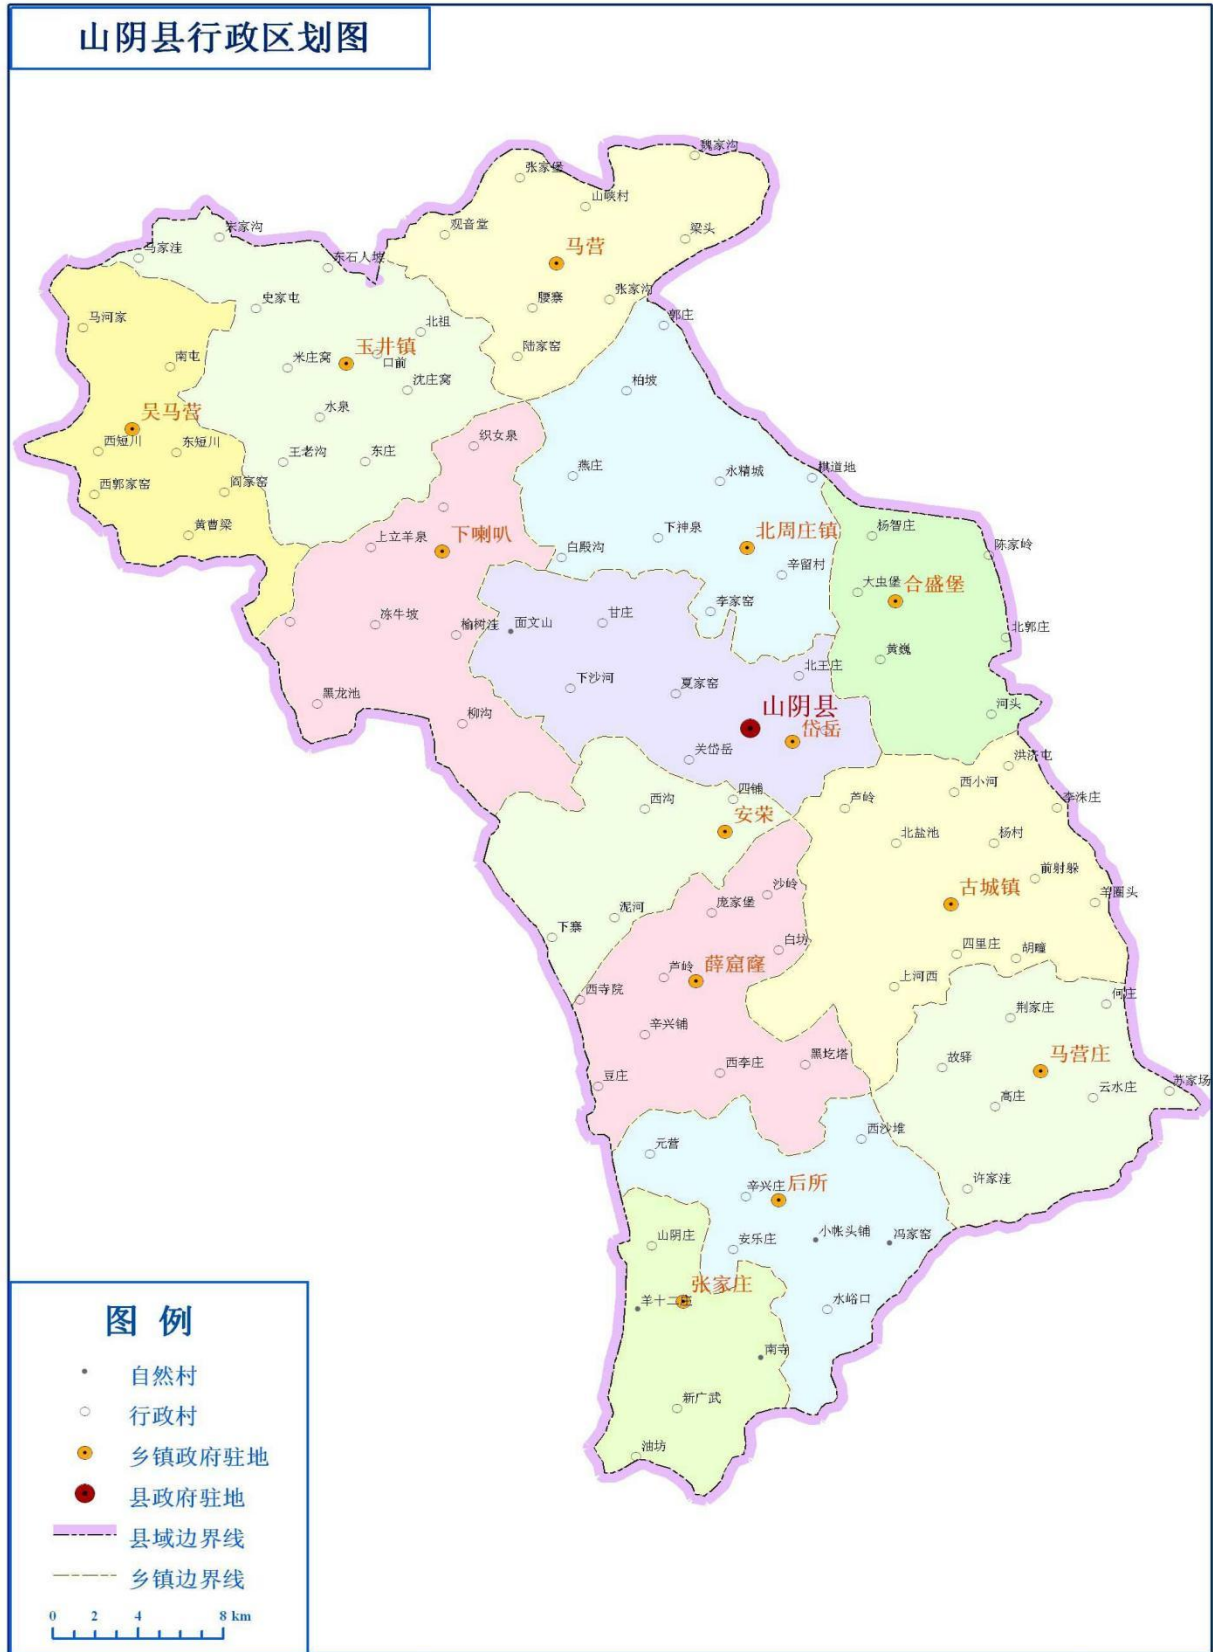 山阴县行政区划图
魏家沟
张家堡
山峡村
宋家沟
观音堂
梁头
马家洼
东石人坡
马营
史家屯
腰寨
张家沟
马河家
北祖
郭庄
南屯
玉井镇
米庄窝
口前
陆家窑
沈庄窝
柏坡
吴马营
水泉
织女泉
西短川
东短川
王老沟
东庄
燕庄
永精城
棋道地
西郭家窑
阎家窑
黄曹梁
上立羊泉
下喇叭
白殿沟
下神泉
北周庄镇
杨智庄
陈家岭
辛留村
大虫堡
合盛堡
冻牛坡
榆树洼
面文山
甘庄
李家窑
北郭庄
黄巍
黑龙池
下沙河
夏家窑
北王庄
柳沟
山阴县
岱岳
河头
关岱岳
洪济屯
西沟
四铺
芦岭
西小河
李洙庄
安荣
北盐池
杨村
沙岭
前射躲
下寨
泥河
庞家堡
古城镇
羊圈头
白坊
四里庄
胡疃
西寺院
芦岭
薛窟窿
上河西
何庄
辛兴铺
荆家庄
豆庄
西李庄
黑圪塔
故驿
马营庄
高庄
云水庄
苏家场
元营
西沙堆
辛兴庄
后所
许家洼
山阴庄
安乐庄
小帐头铺
冯家窑
张家庄
水峪口
南寺
新广武
油坊
图 例
自然村
行政村
乡镇政府驻地
县政府驻地
县域边界线
乡镇边界线
0 2 4 8 km